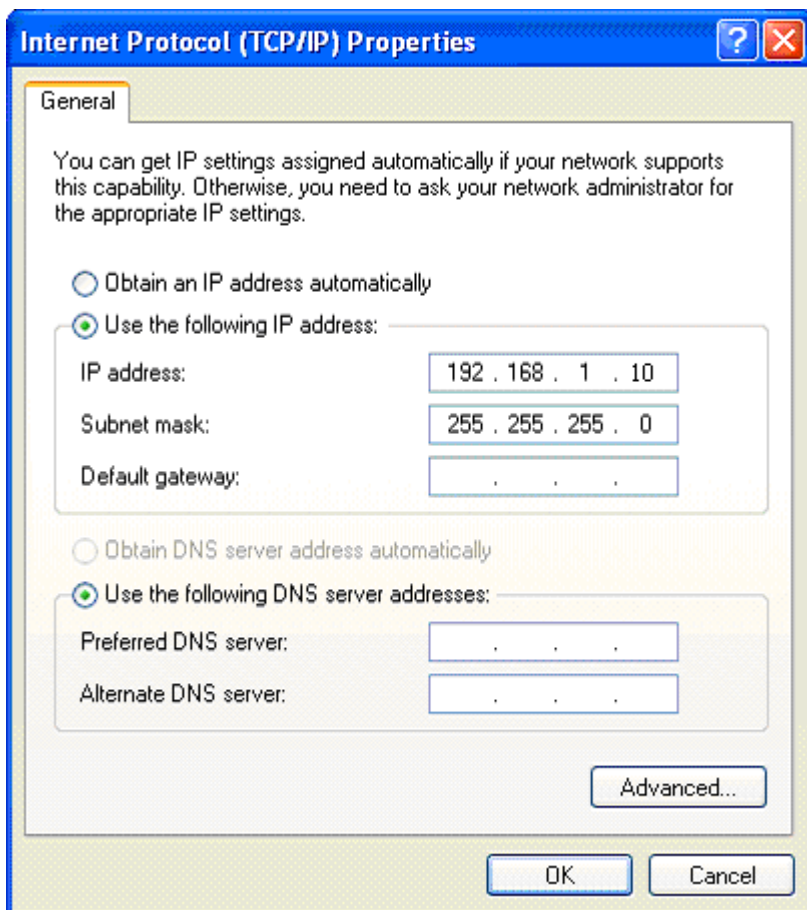 Internet Protocol (TCP/IP) Properties
General
You can get IP settings assigned automatically if your network supports
this capability. Otherwise, you need to ask your network administrator for
the appropriate IP settings.
Obtain an IP address automatically
Use the following IP address:
IP address: 192 . 168 . 1 . 10
Subnet mask: 255 . 255 . 255 . 0
Default gateway: . . .
Obtain DNS server address automatically
Use the following DNS server addresses:
Preferred DNS server: . . .
Alternate DNS server: . . .
Advanced...
OK Cancel